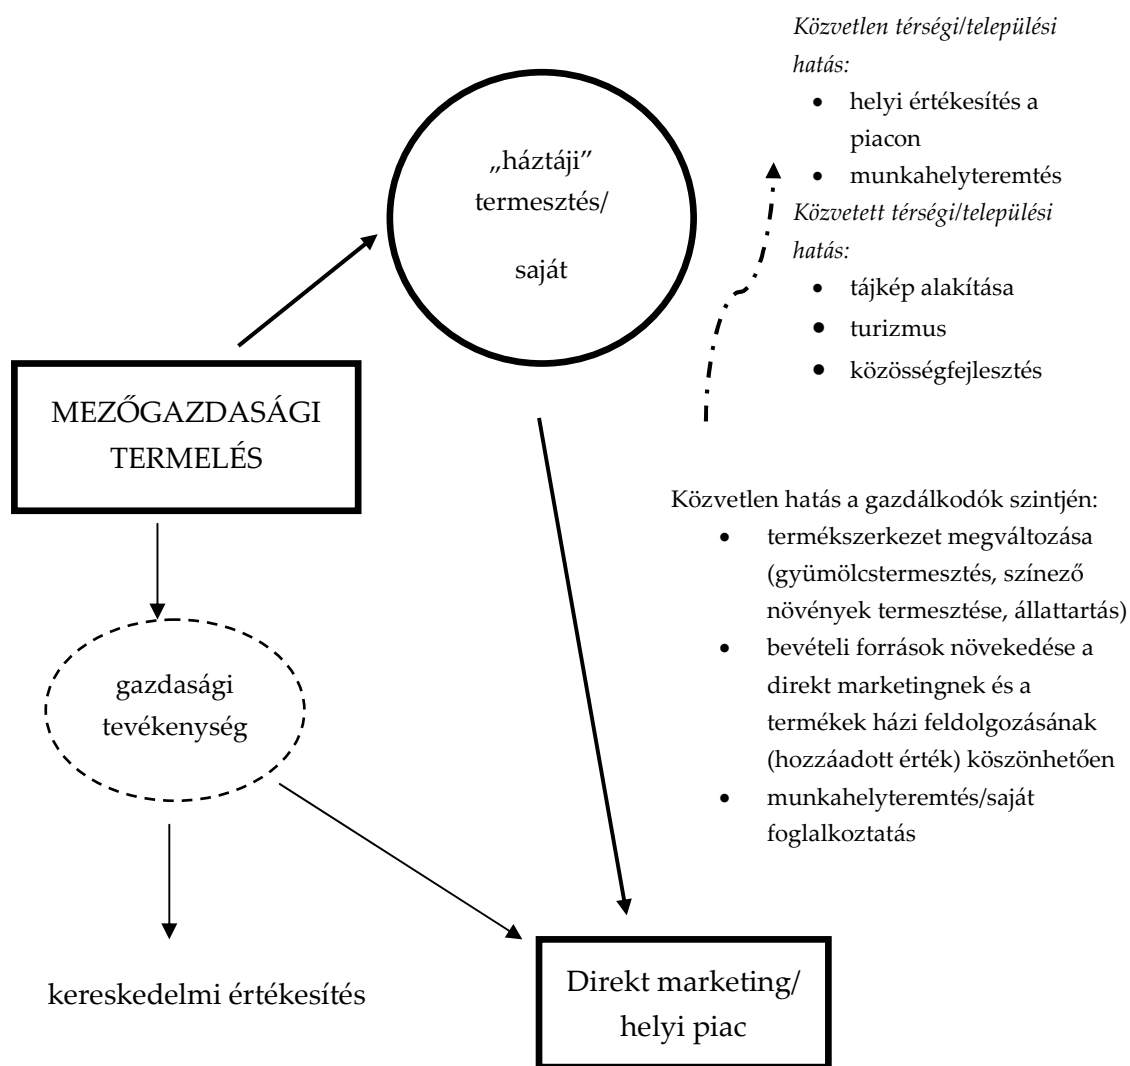 Közvetlen térségi/települési
hatás:
• helyi értékesítés a
piacon
• munkahelyteremtés
Közvetett térségi/települési
hatás:
• tájkép alakítása
• turizmus
• közösségfejlesztés
„háztáji”
termesztés/
saját
MEZŐGAZDASÁGI
TERMELÉS
Közvetlen hatás a gazdálkodók szintjén:
• termékszerkezet megváltozása
(gyümölcstermesztés, színező
növények termesztése, állattartás)
• bevételi források növekedése a
direkt marketingnek és a
termékek házi feldolgozásának
(hozzáadott érték) köszönhetően
• munkahelyteremtés/saját
foglalkoztatás
gazdasági
tevékenység
kereskedelmi értékesítés
Direkt marketing/
helyi piac